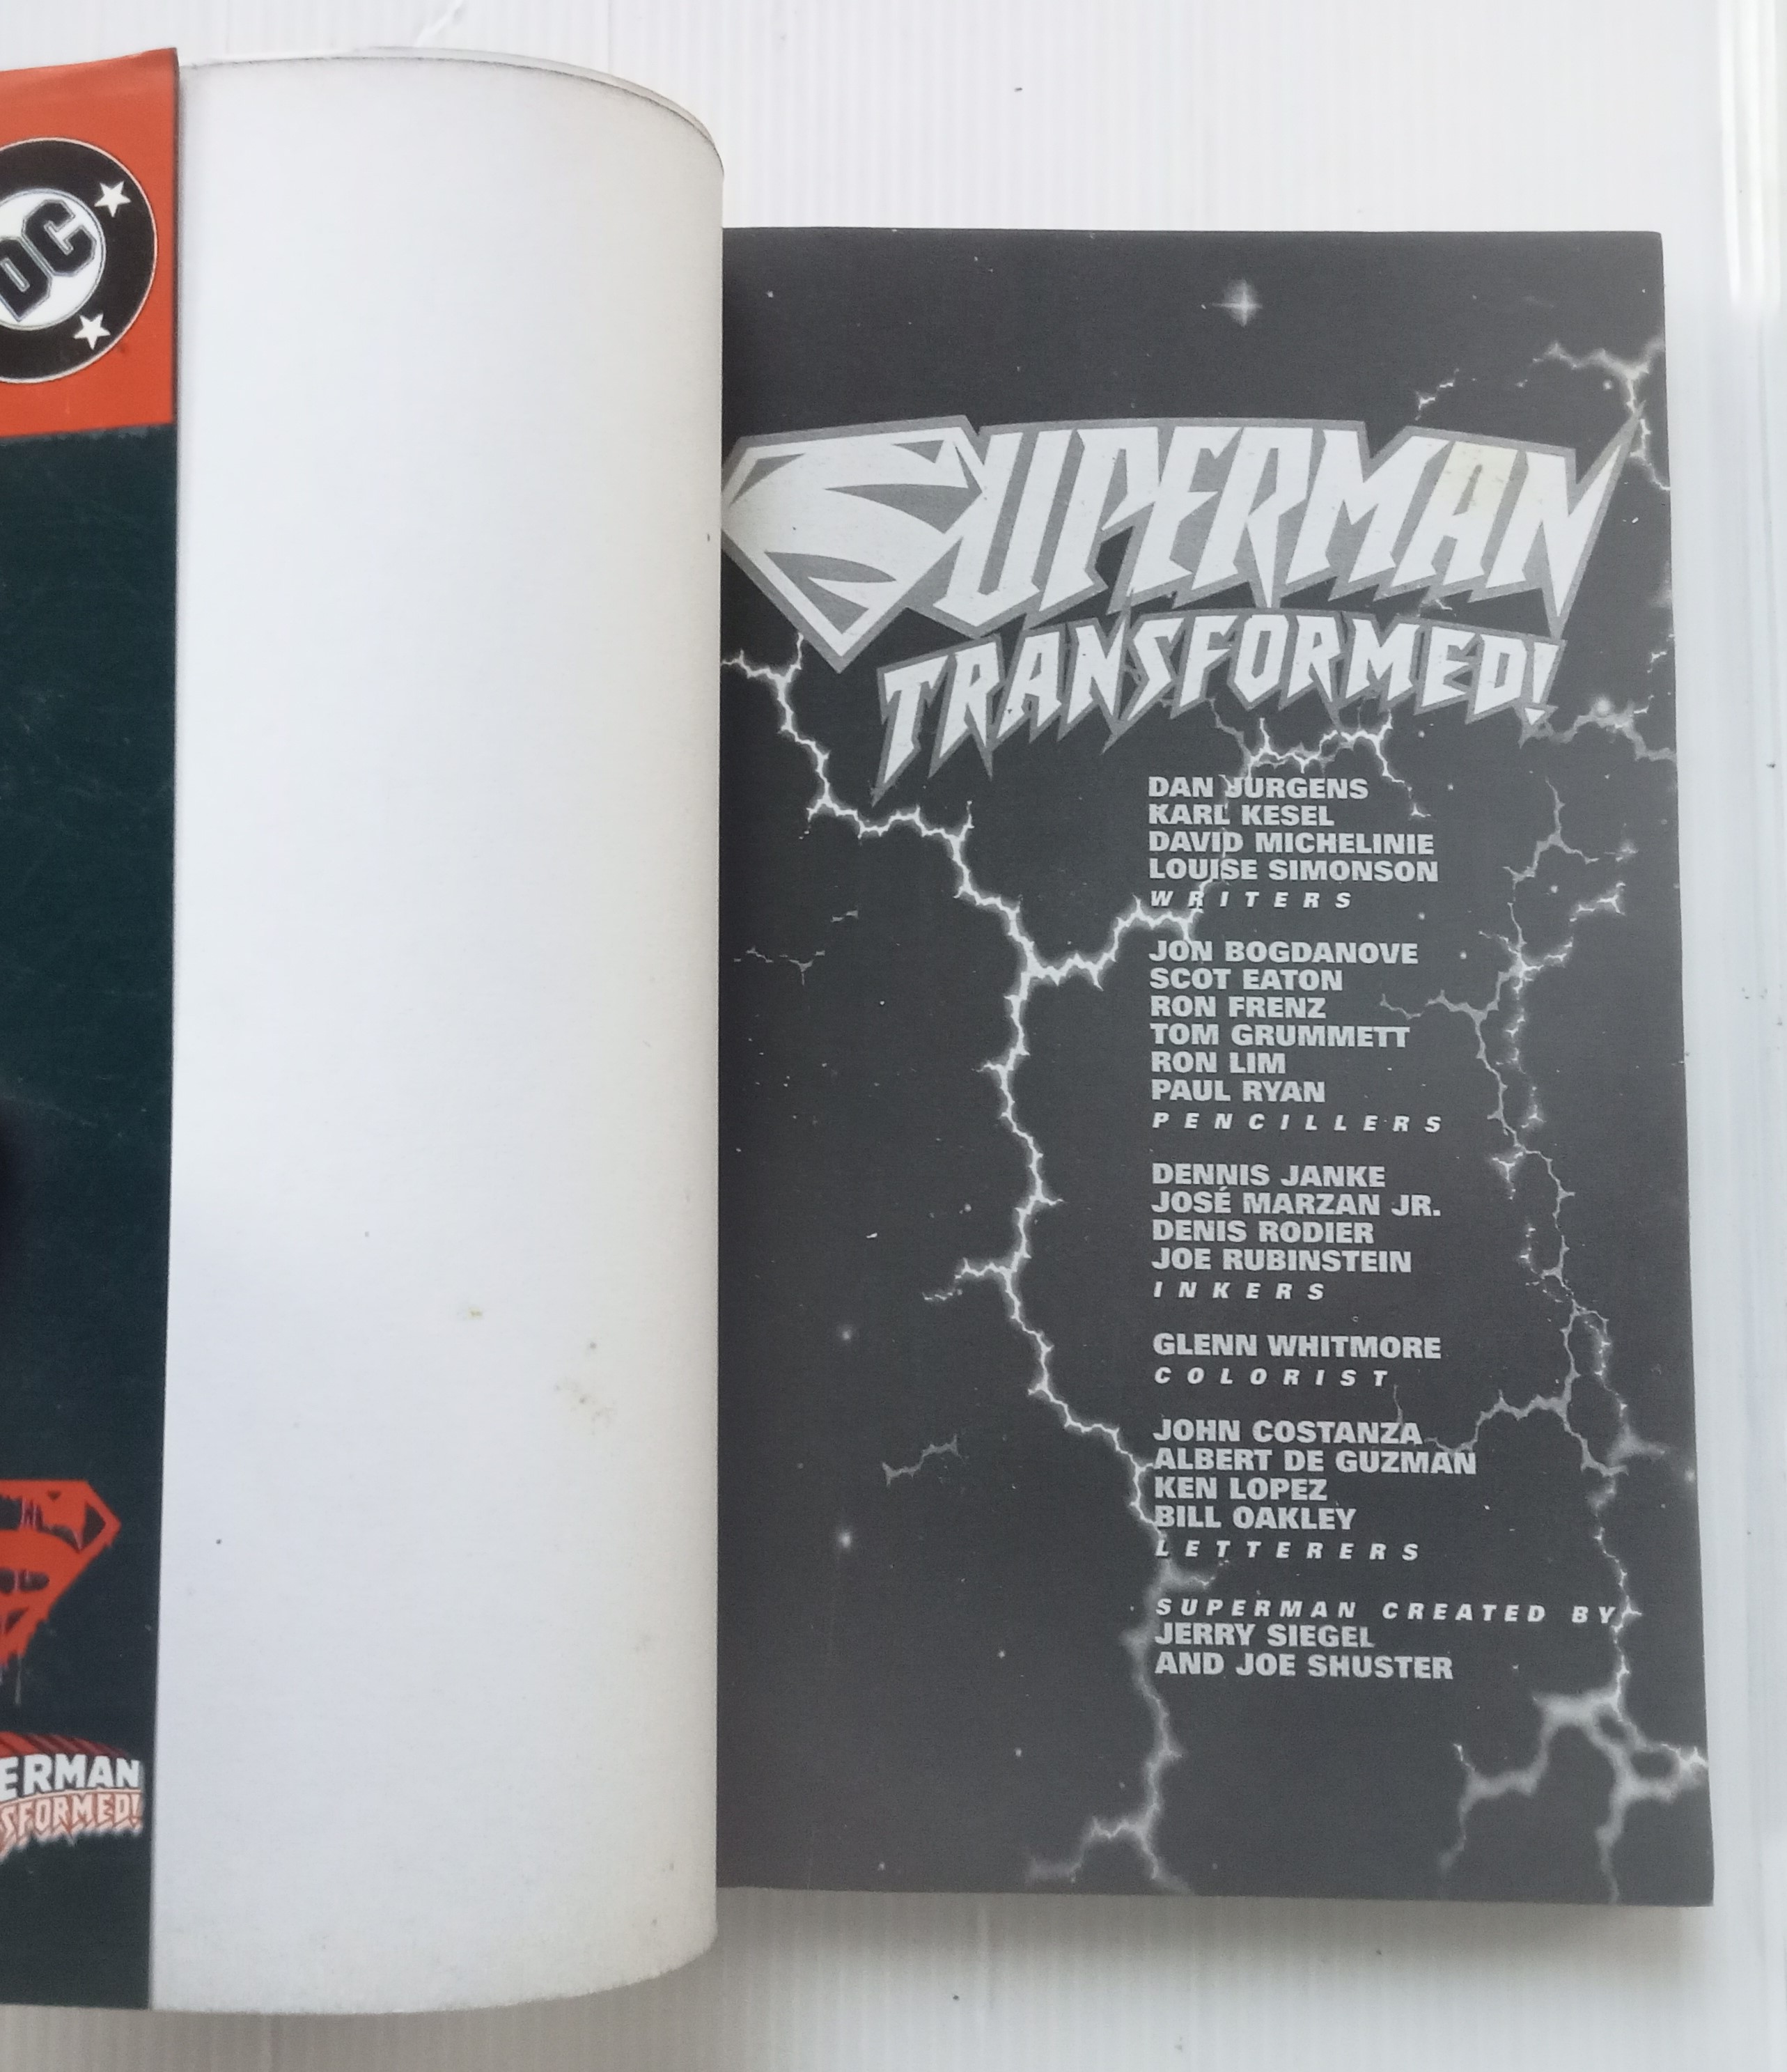 DC
ERMAN
SFORMED!
SUPERMAN
TRANSFORMED!
DAN JURGENS
KARL KESEL
DAVID MICHELINIE
LOUISE SIMONSON
WRITERS
JON BOGDANOVE
SCOT EATON
RON FRENZ
TOM GRUMMETT
RON LIM
PAUL RYAN
PENCILLERS
DENNIS JANKE
JOSÉ MARZAN JR.
DENIS RODIER
JOE RUBINSTEIN
INKERS
GLENN WHITMORE
COLORIST
JOHN COSTANZA
ALBERT DE GUZMAN
KEN LOPEZ
BILL OAKLEY
LETTERERS
SUPERMAN CREATED BY
JERRY SIEGEL
AND JOE SHUSTER